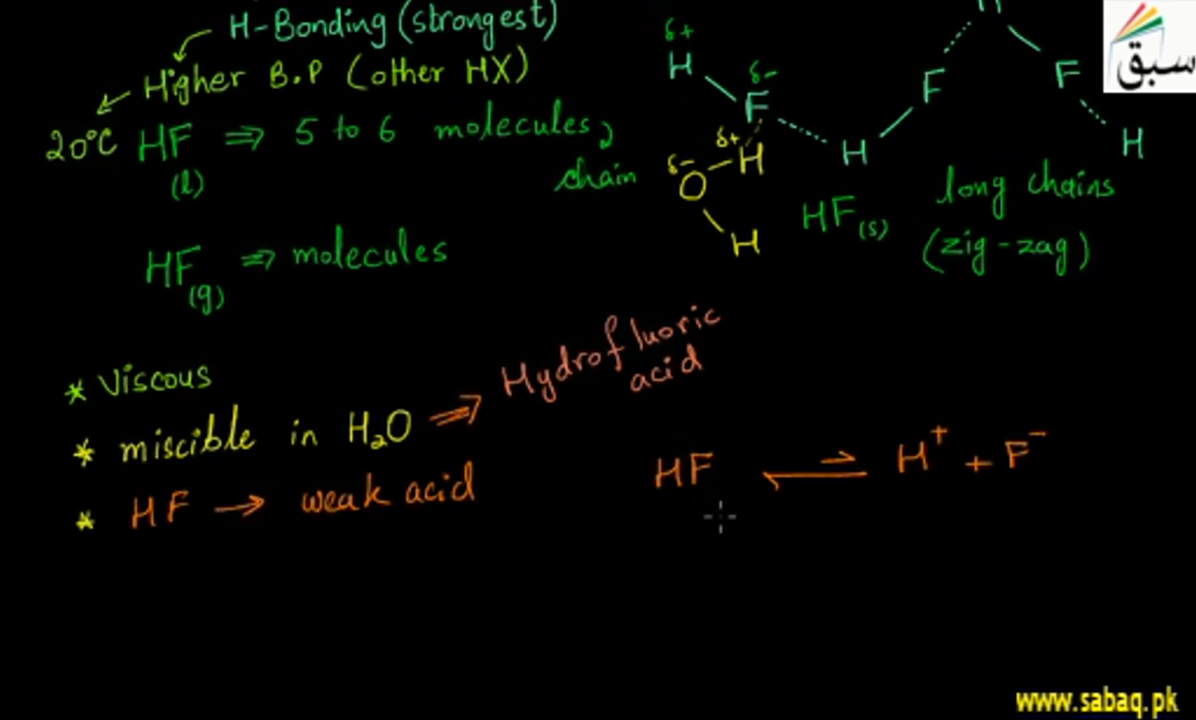 H-Bonding (strongest)
Higher B.P (other HX)
20°C HF(l) ⇒ 5 to 6 molecules, chain
HF(g) ⇒ molecules
δ+
H
δ-
F
δ+
δ-
H
O
H
H
F
H
F
H
HF(s) long chains
(zig-zag)
* Viscous
* miscible in H₂O ⇒ Hydrofluoric acid
* HF → weak acid
HF ⇌ H⁺ + F⁻
سبق
www.sabaq.pk